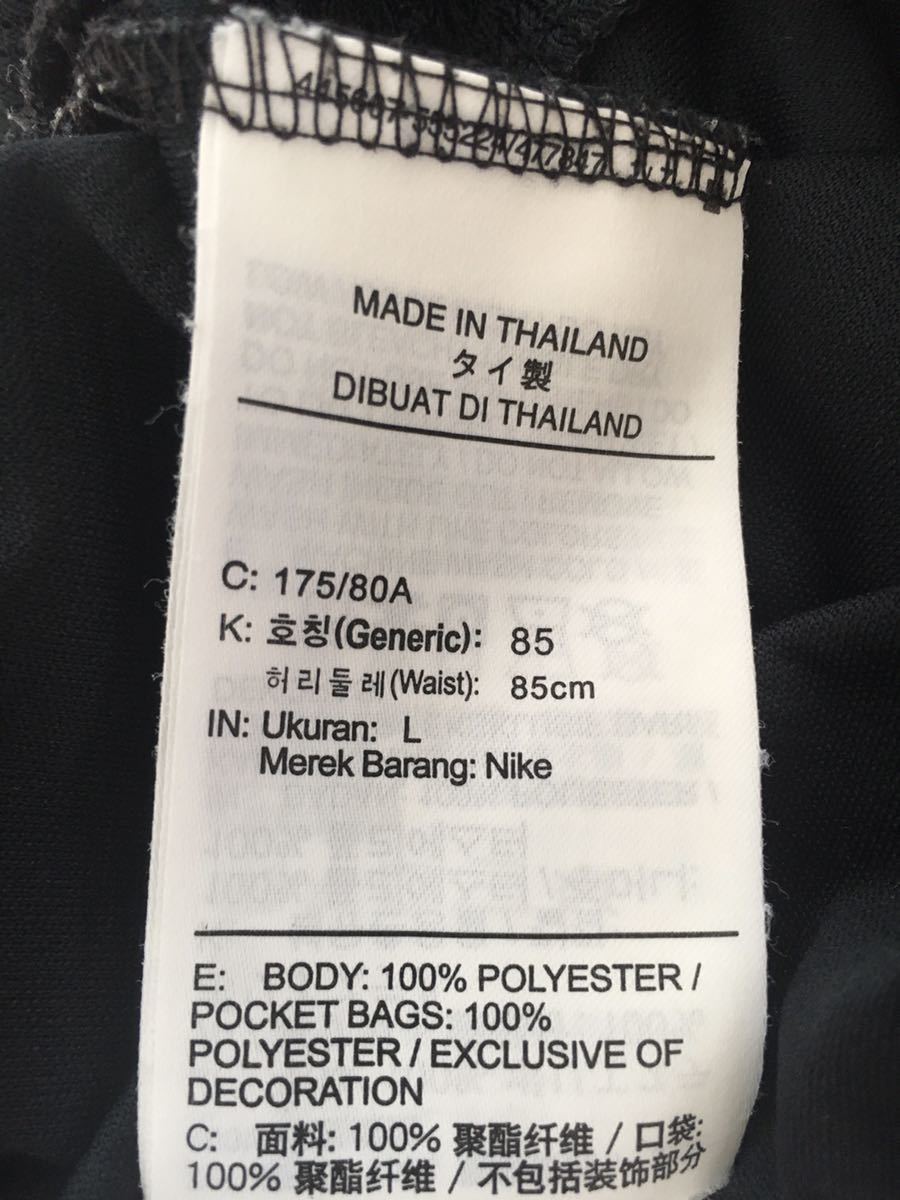 MADE IN THAILAND
タイ製
DIBUAT DI THAILAND
C: 175/80A
K: 호칭(Generic): 85
허리둘레(Waist): 85cm
IN: Ukuran: L
Merek Barang: Nike
E: BODY: 100% POLYESTER /
POCKET BAGS: 100%
POLYESTER / EXCLUSIVE OF
DECORATION
C: 面料: 100% 聚酯纤维 / 口袋:
100% 聚酯纤维 / 不包括装饰部分